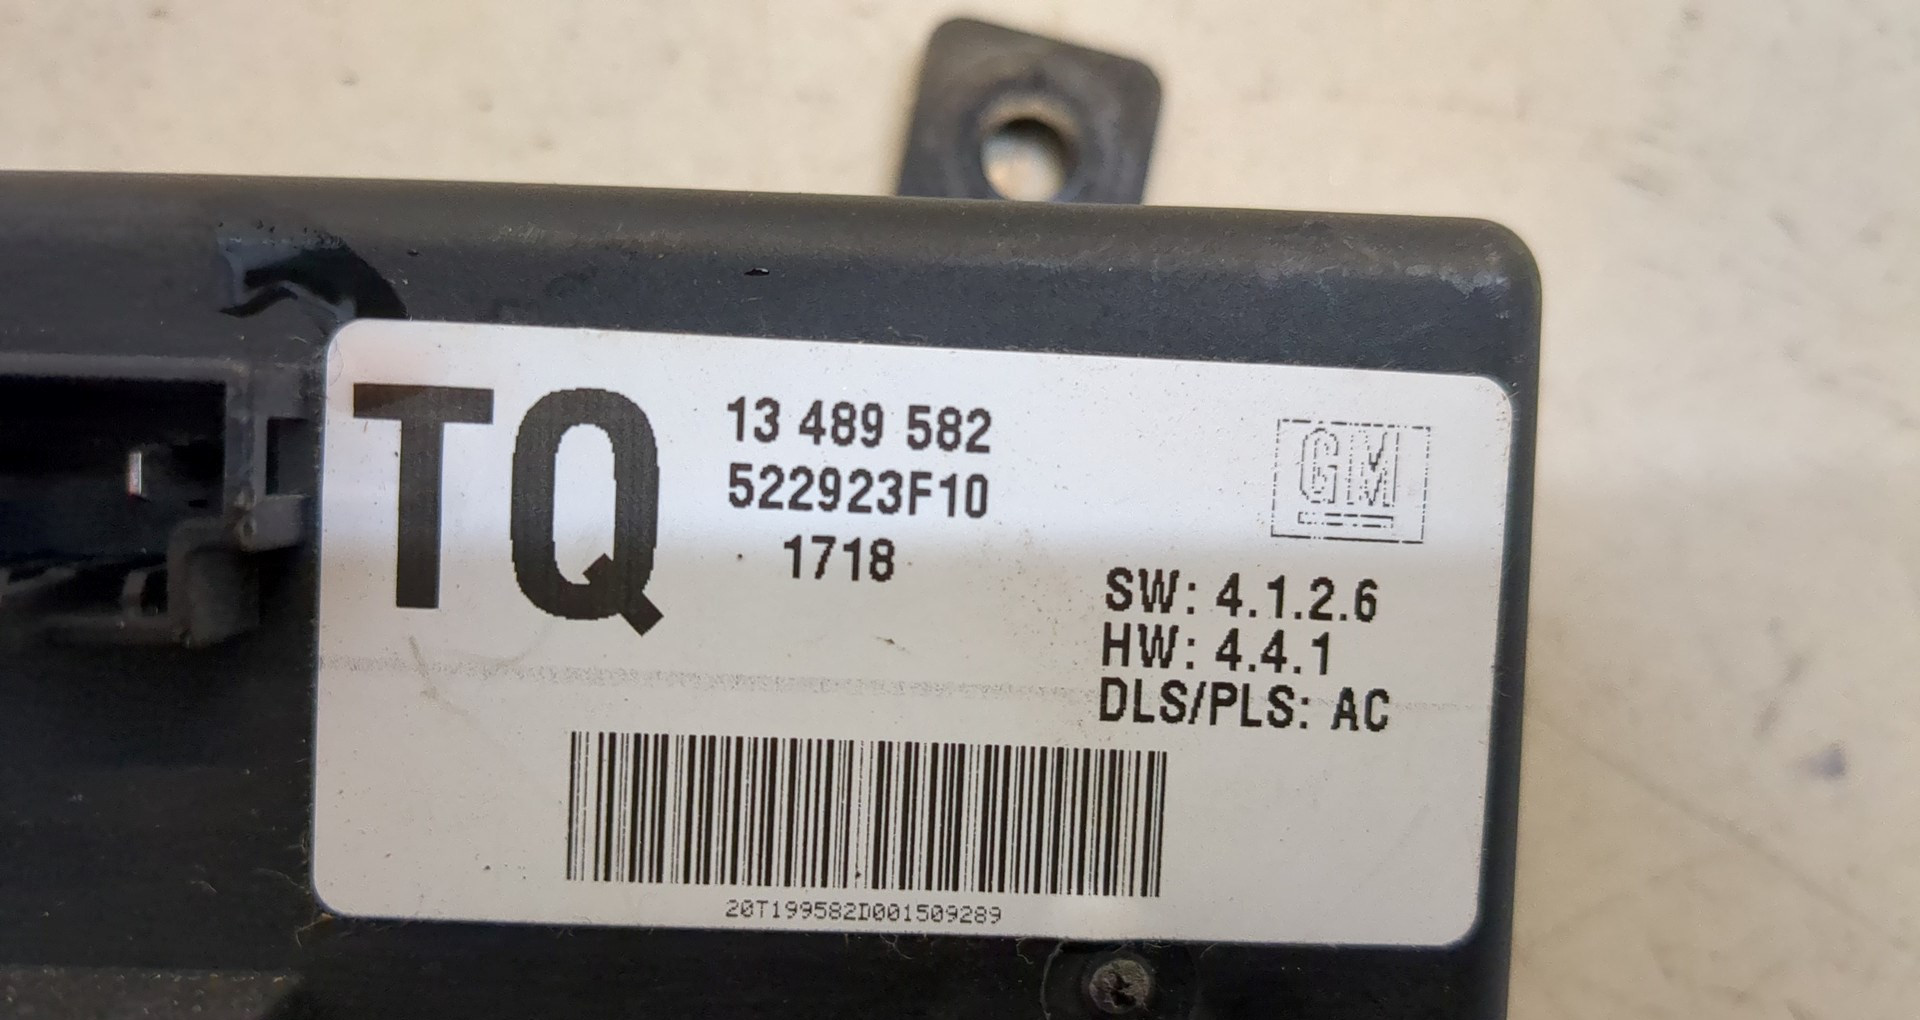 TQ
13 489 582
522923F10
1718
GM
SW: 4.1.2.6
HW: 4.4.1
DLS/PLS: AC
20T199582D001509289